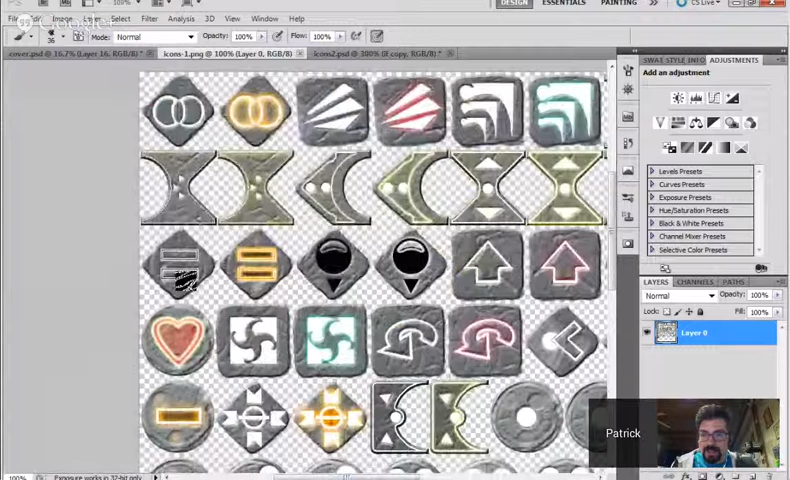 DESIGN ESSENTIALS PAINTING CS Live
File Edit Image Layer Select Filter Analysis 3D View Window Help
36 Mode: Normal Opacity: 100% Flow: 100%
cover.psd @ 16.7% (Layer 16, RGB/8) * icons-1.png @ 100% (Layer 0, RGB/8) icons2.psd @ 300% (
SWAT STYLE INFO ADJUSTMENTS
Add an adjustment
Levels Presets
Curves Presets
Exposure Presets
Hue/Saturation Presets
Black & White Presets
Channel Mixer Presets
Selective Color Presets
LAYERS CHANNELS PATHS
Normal Opacity: 100%
Lock: Fill: 100%
Layer 0
Patrick
100% Exposure works in 32-bit only